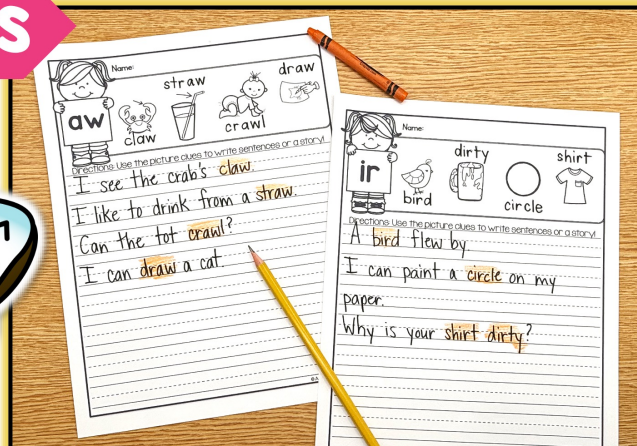 S
Name:
aw
claw
straw
crawl
draw
Directions: Use the picture clues to write sentences or a story!
I see the crab's claw.
I like to drink from a straw.
Can the tot crawl?
I can draw a cat.
Name:
ir
bird
dirty
circle
shirt
Directions: Use the picture clues to write sentences or a story!
A bird flew by.
I can paint a circle on my
paper.
Why is your shirt dirty?